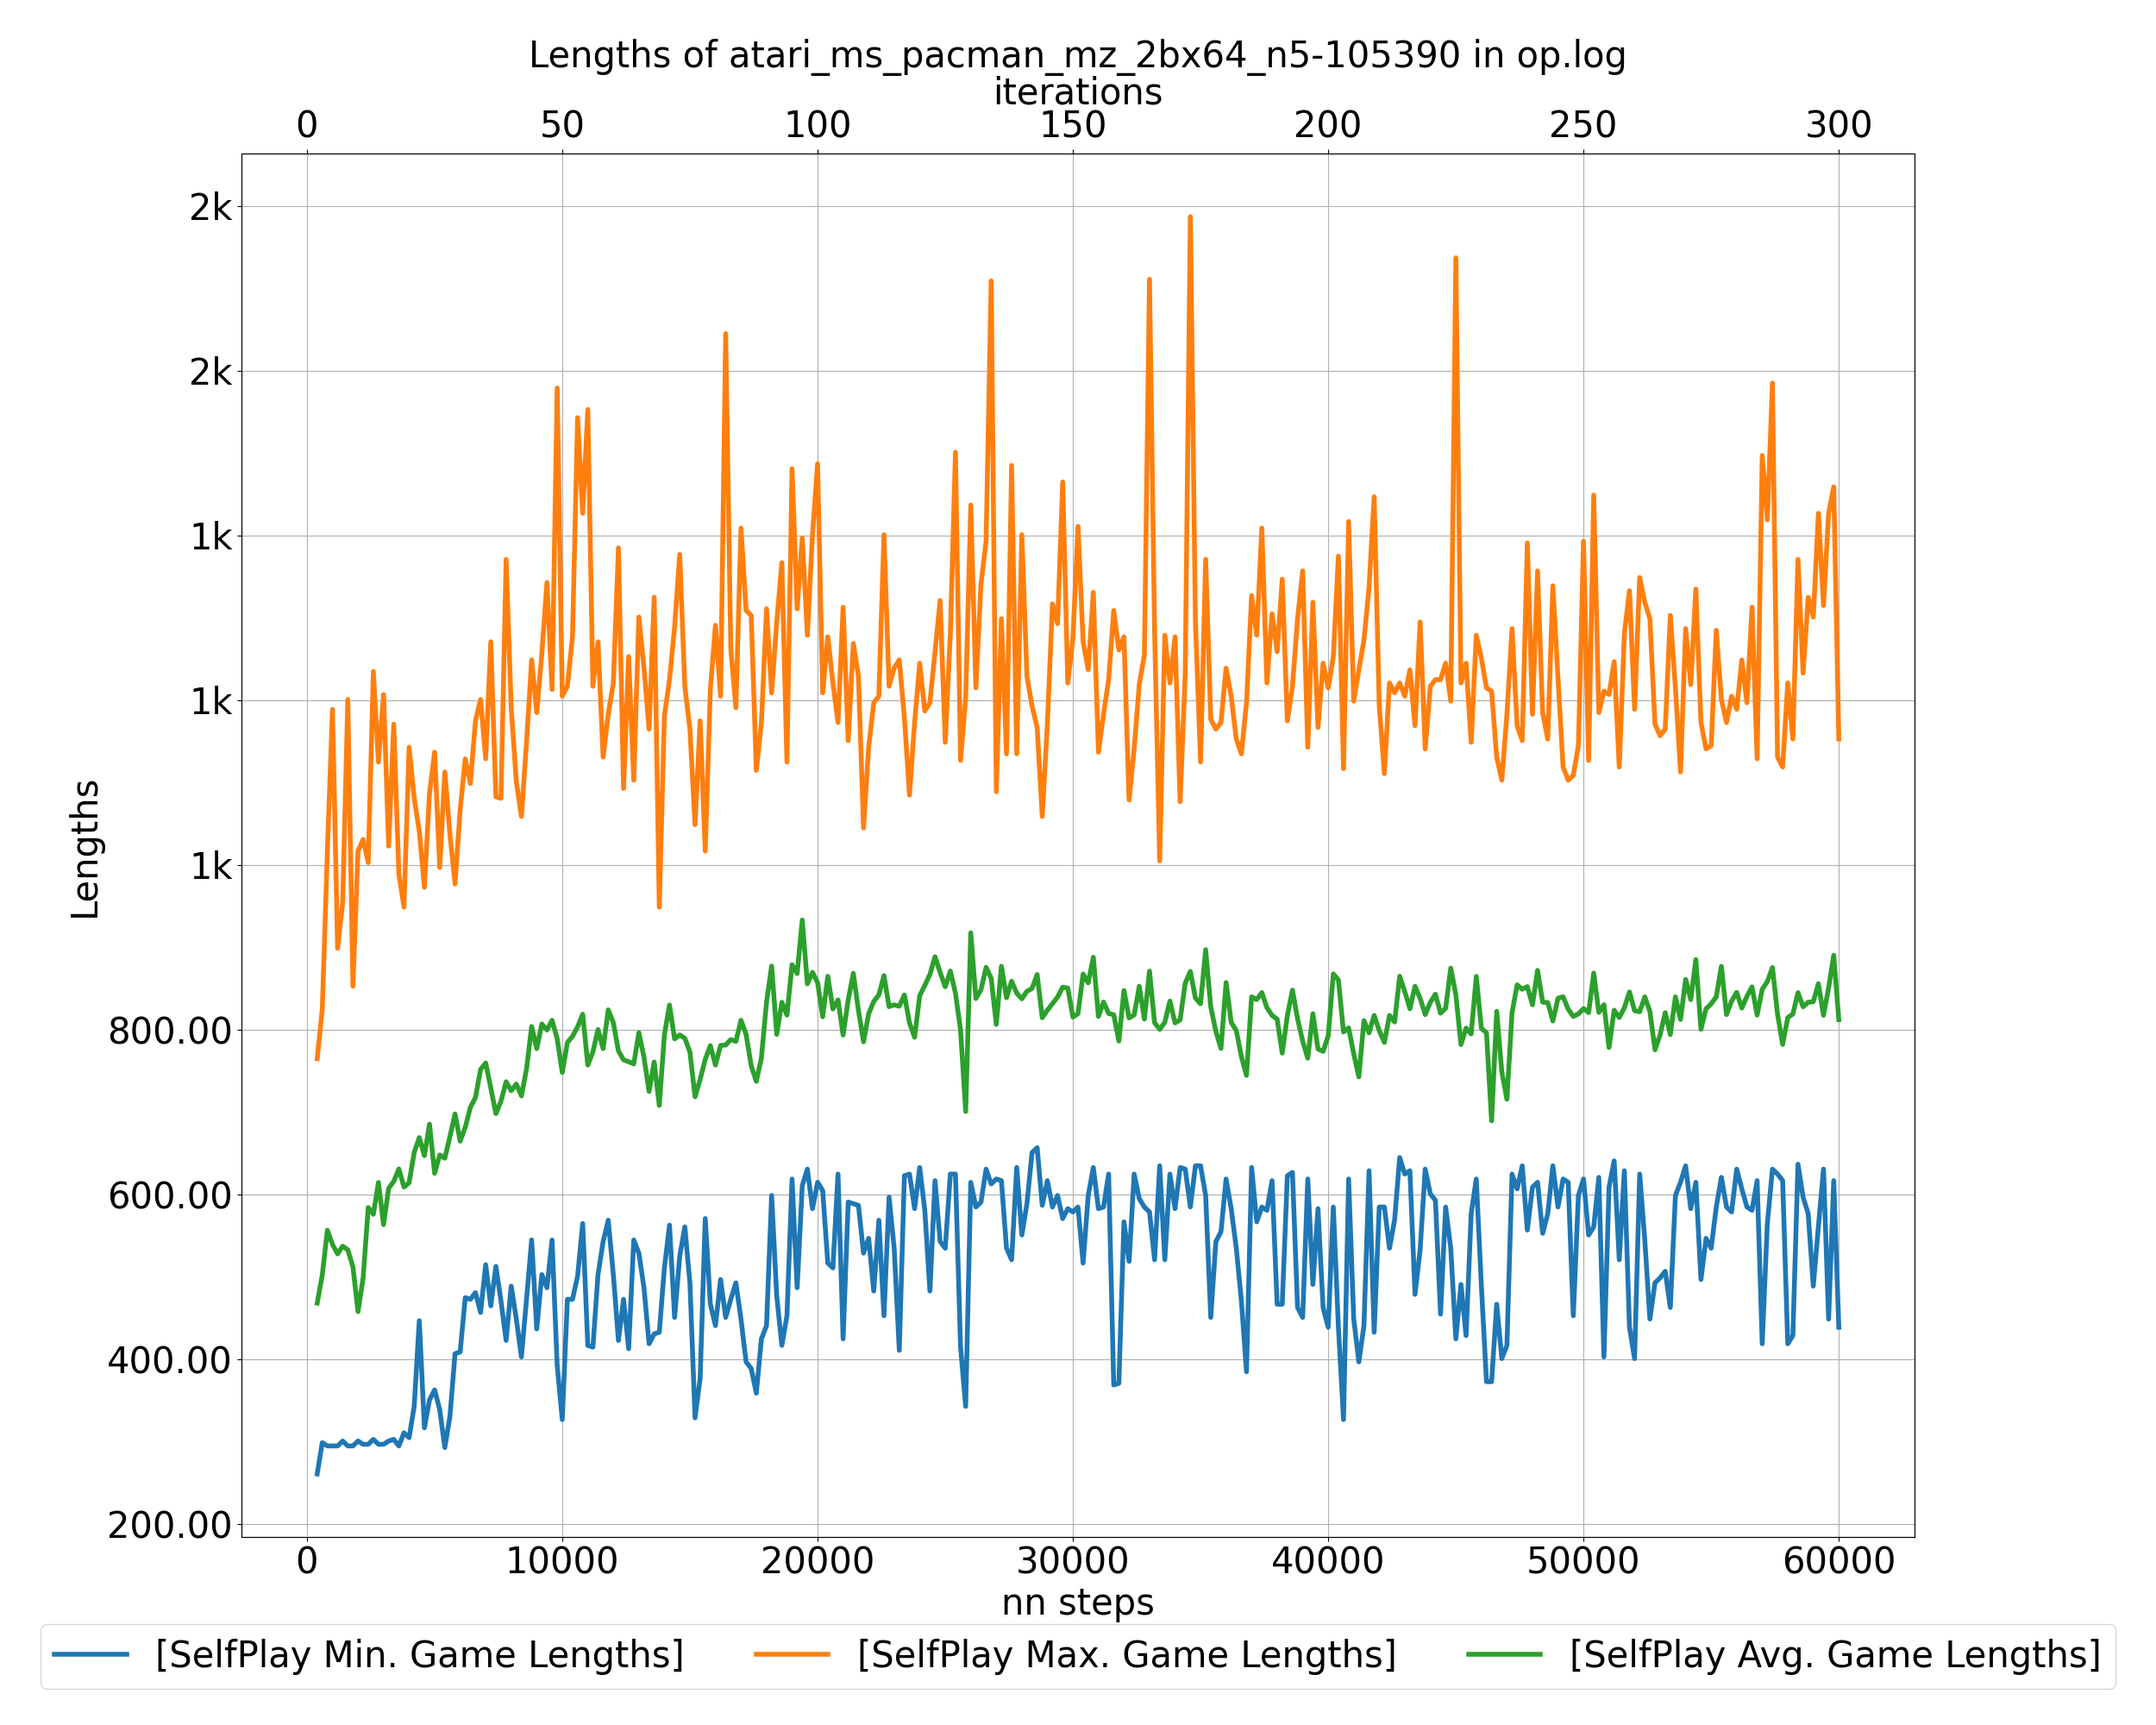 Lengths of atari_ms_pacman_mz_2bx64_n5-105390 in op.log
iterations
0 50 100 150 200 250 300
2k
2k
1k
1k
1k
800.00
600.00
400.00
200.00
Lengths
0 10000 20000 30000 40000 50000 60000
nn steps
[SelfPlay Min. Game Lengths] [SelfPlay Max. Game Lengths] [SelfPlay Avg. Game Lengths]